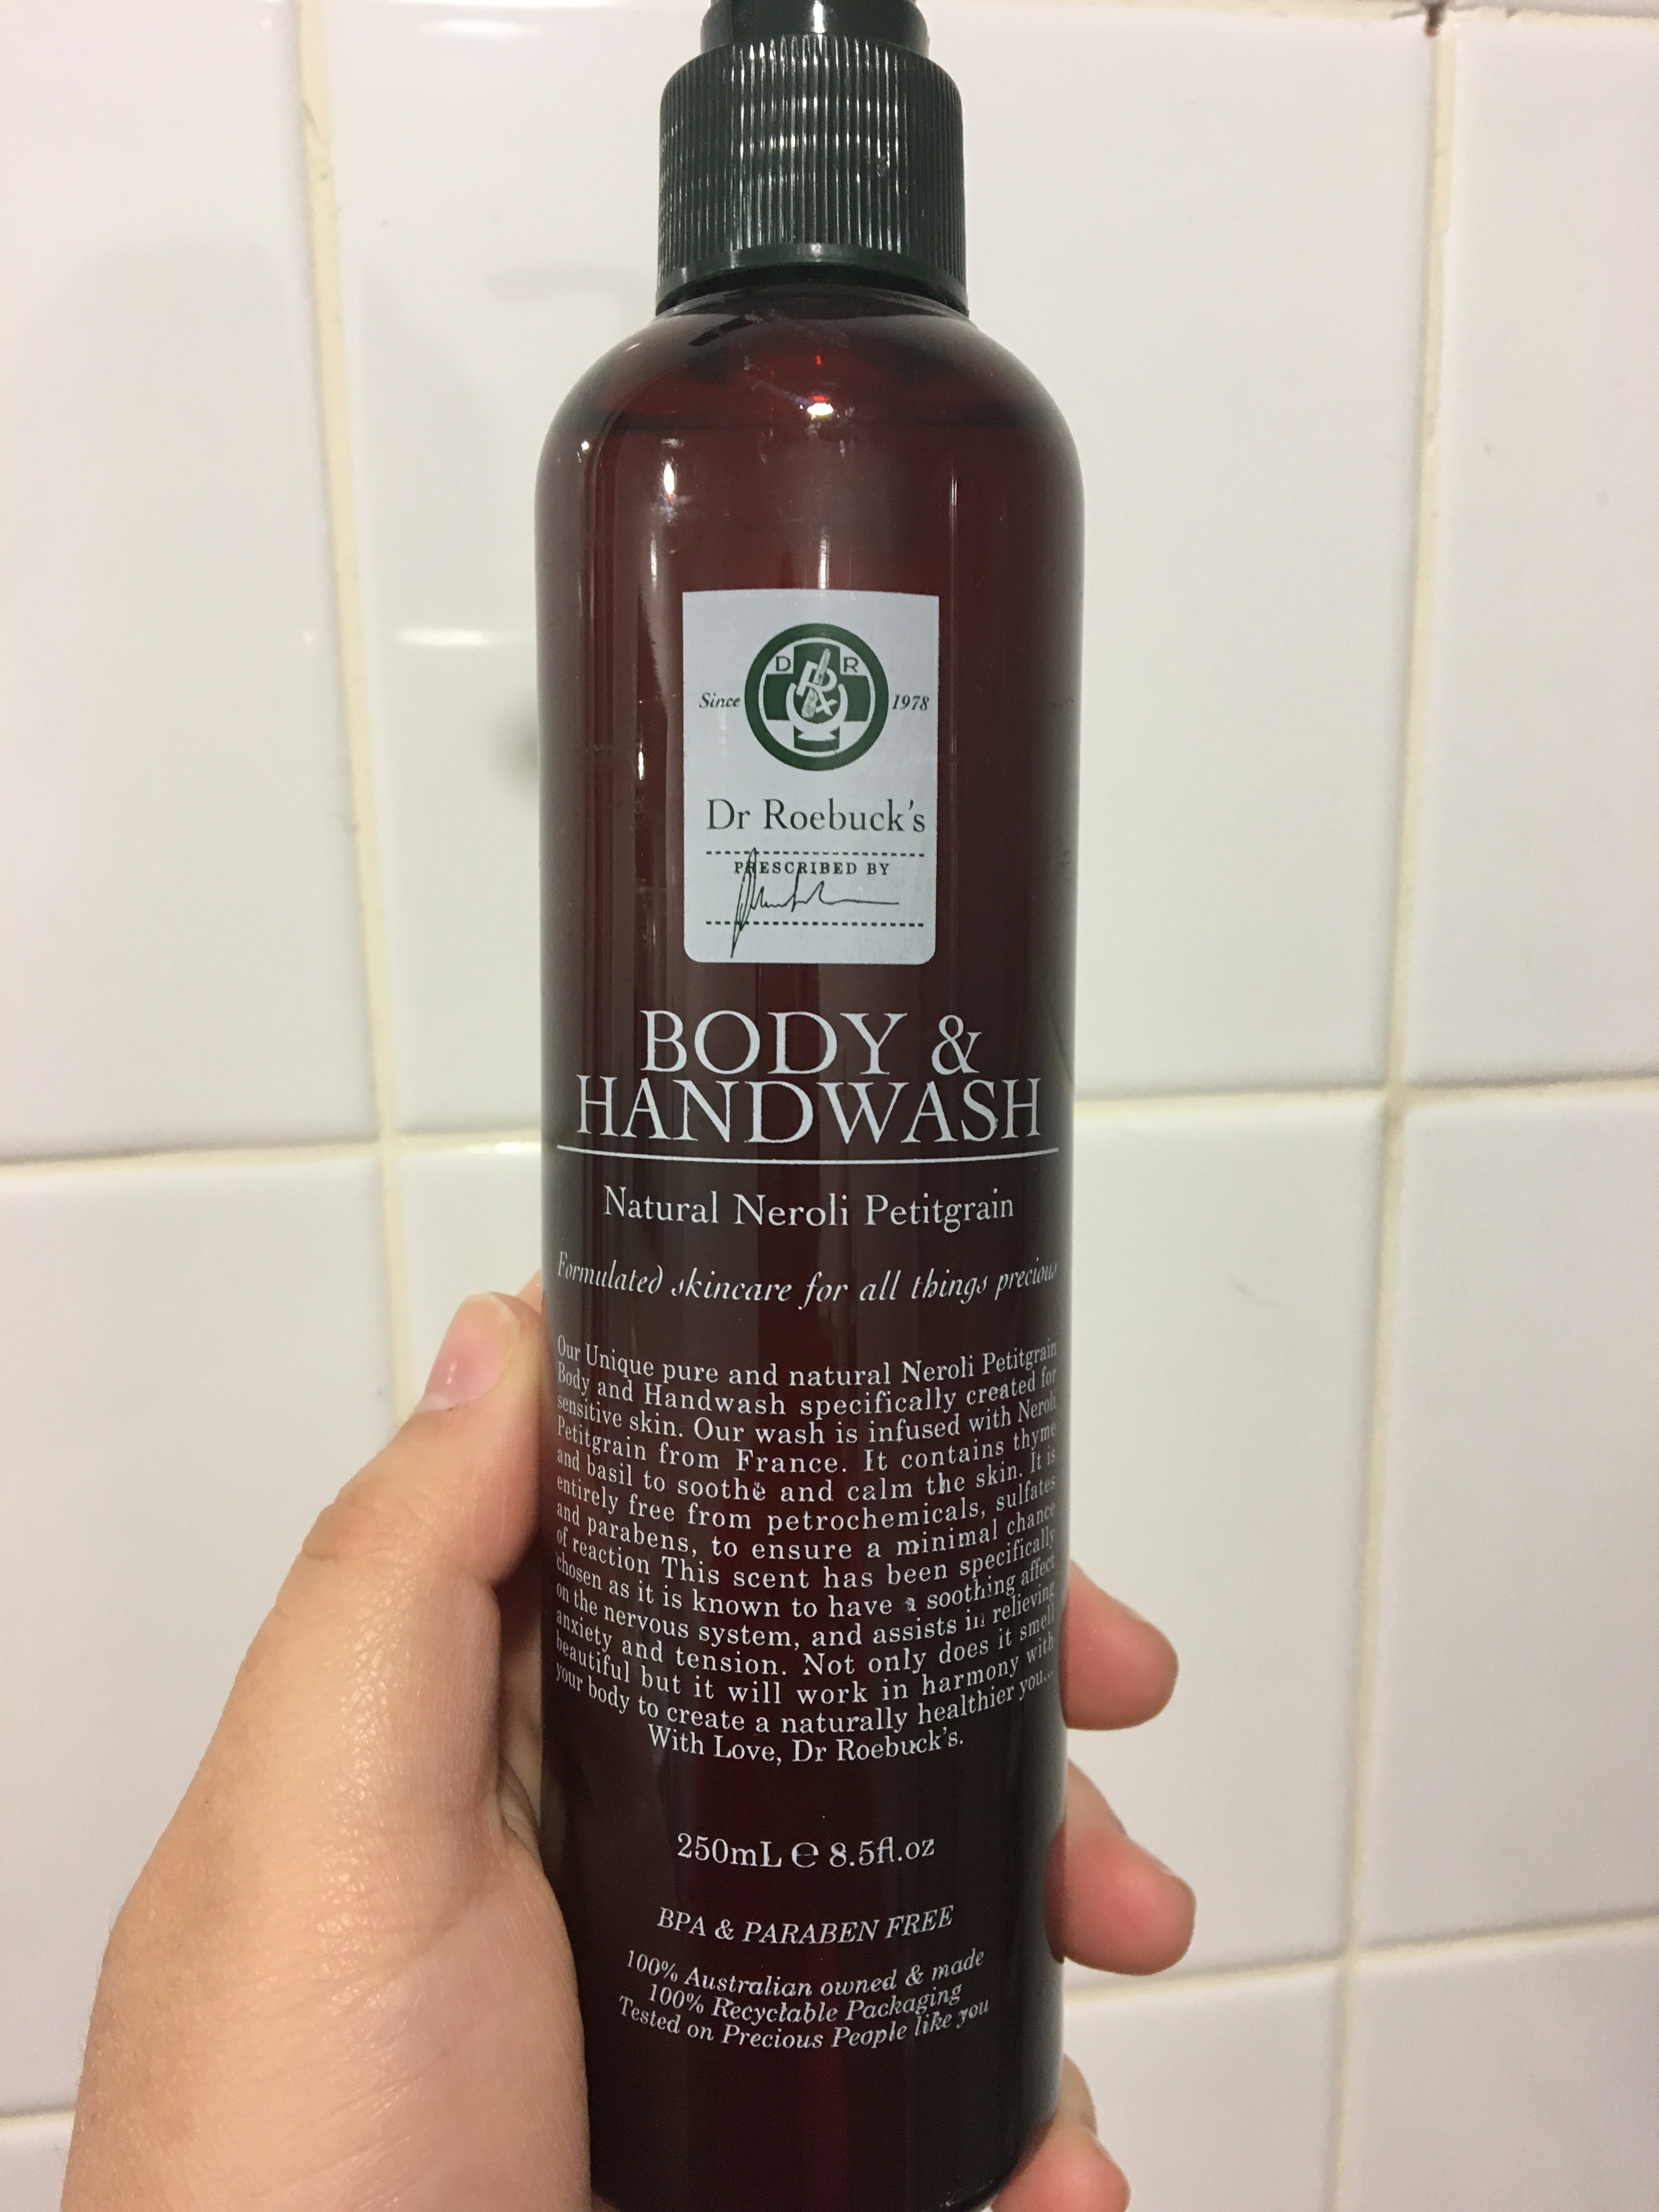 D R
Since 1978
Rx
Dr Roebuck's
PRESCRIBED BY
BODY &
HANDWASH
Natural Neroli Petitgrain
Formulated skincare for all things precious
Our Unique pure and natural Neroli Petitgrain
Body and Handwash specifically created for
sensitive skin. Our wash is infused with Neroli
Petitgrain from France. It contains thyme
and basil to soothe and calm the skin. It is
entirely free from petrochemicals, sulfates
and parabens, to ensure a minimal chance
of reaction This scent has been specifically
chosen as it is known to have a soothing affect
on the nervous system, and assists in relieving
anxiety and tension. Not only does it smell
beautiful but it will work in harmony with
your body to create a naturally healthier you...
With Love, Dr Roebuck's.
250mL ℮ 8.5fl.oz
BPA & PARABEN FREE
100% Australian owned & made
100% Recyclable Packaging
Tested on Precious People like you